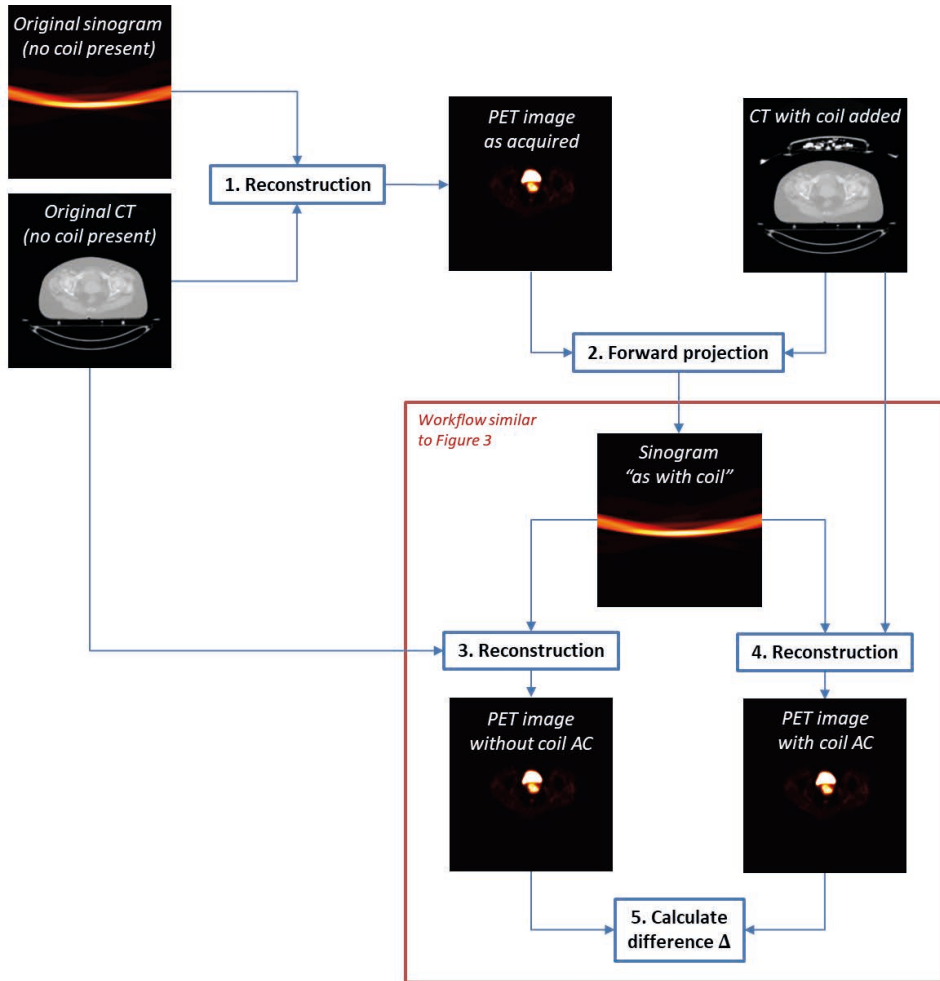 Original sinogram
(no coil present)
1. Reconstruction
Original CT
(no coil present)
PET image
as acquired
CT with coil added
2. Forward projection
Workflow similar
to Figure 3
Sinogram
“as with coil”
3. Reconstruction
4. Reconstruction
PET image
without coil AC
PET image
with coil AC
5. Calculate
difference Δ